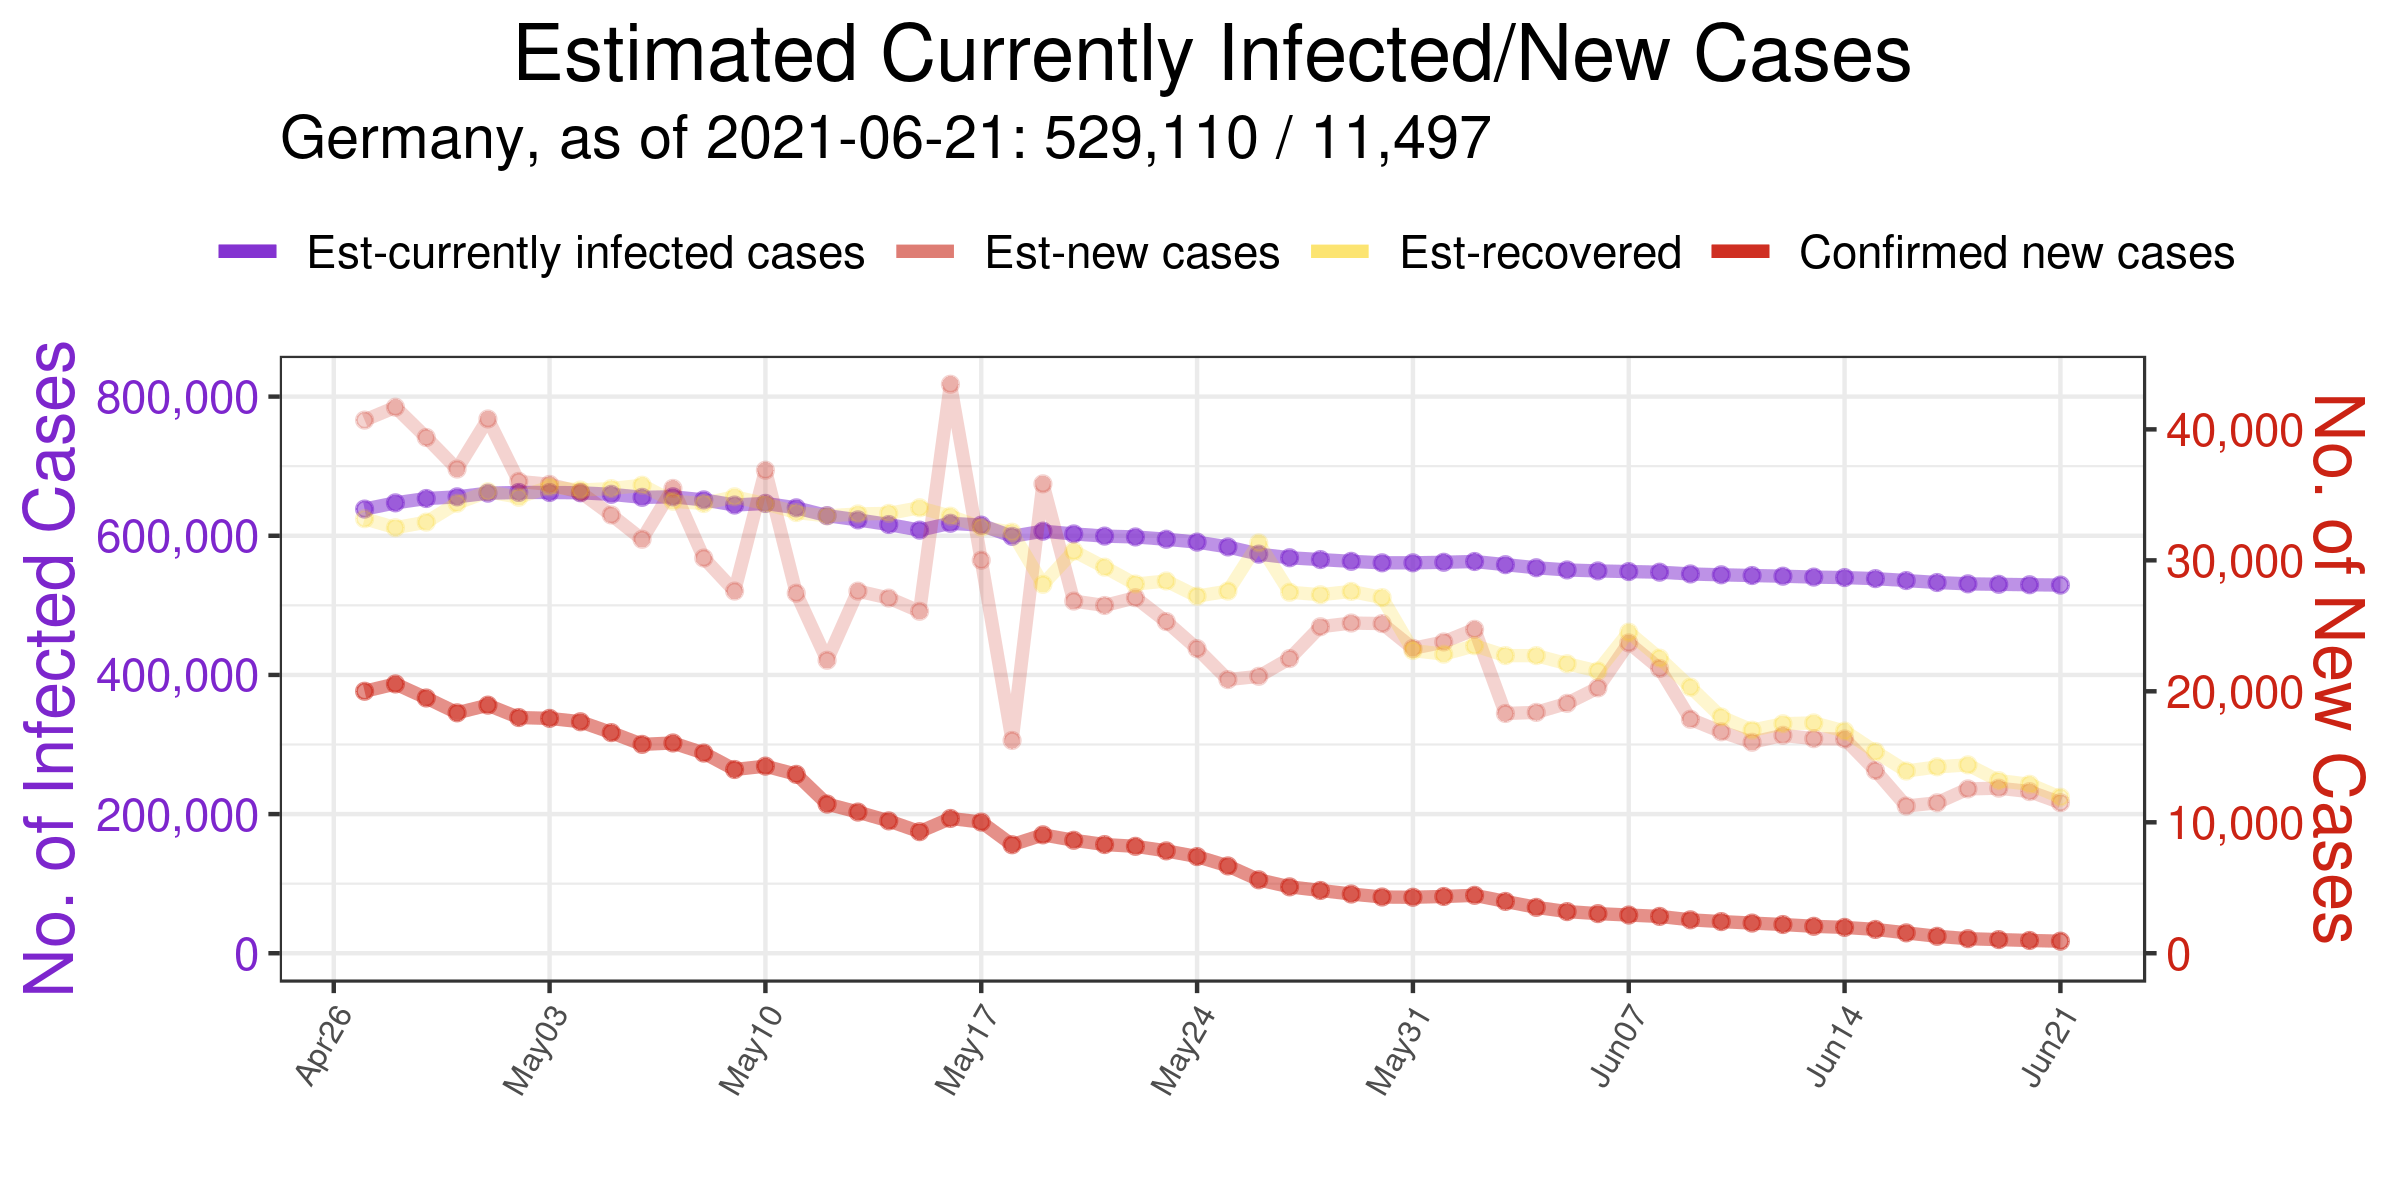 Estimated Currently Infected/New Cases
Germany, as of 2021-06-21: 529,110 / 11,497
Est-currently infected cases Est-new cases Est-recovered Confirmed new cases
No. of Infected Cases
800,000
600,000
400,000
200,000
0
40,000
30,000
20,000
10,000
0
No. of New Cases
Apr26 May03 May10 May17 May24 May31 Jun07 Jun14 Jun21